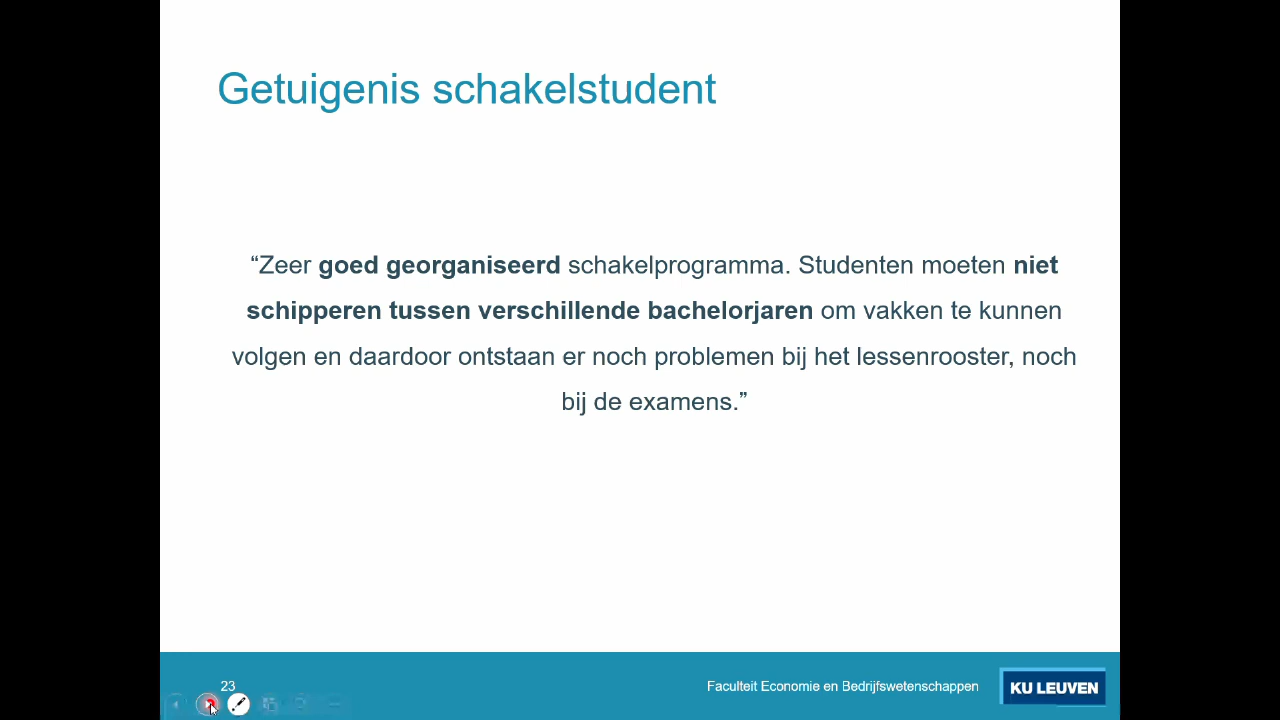 Getuigenis schakelstudent
“Zeer goed georganiseerd schakelprogramma. Studenten moeten niet
schipperen tussen verschillende bachelorjaren om vakken te kunnen
volgen en daardoor ontstaan er noch problemen bij het lessenrooster, noch
bij de examens.”
23
Faculteit Economie en Bedrijfswetenschappen
KU LEUVEN